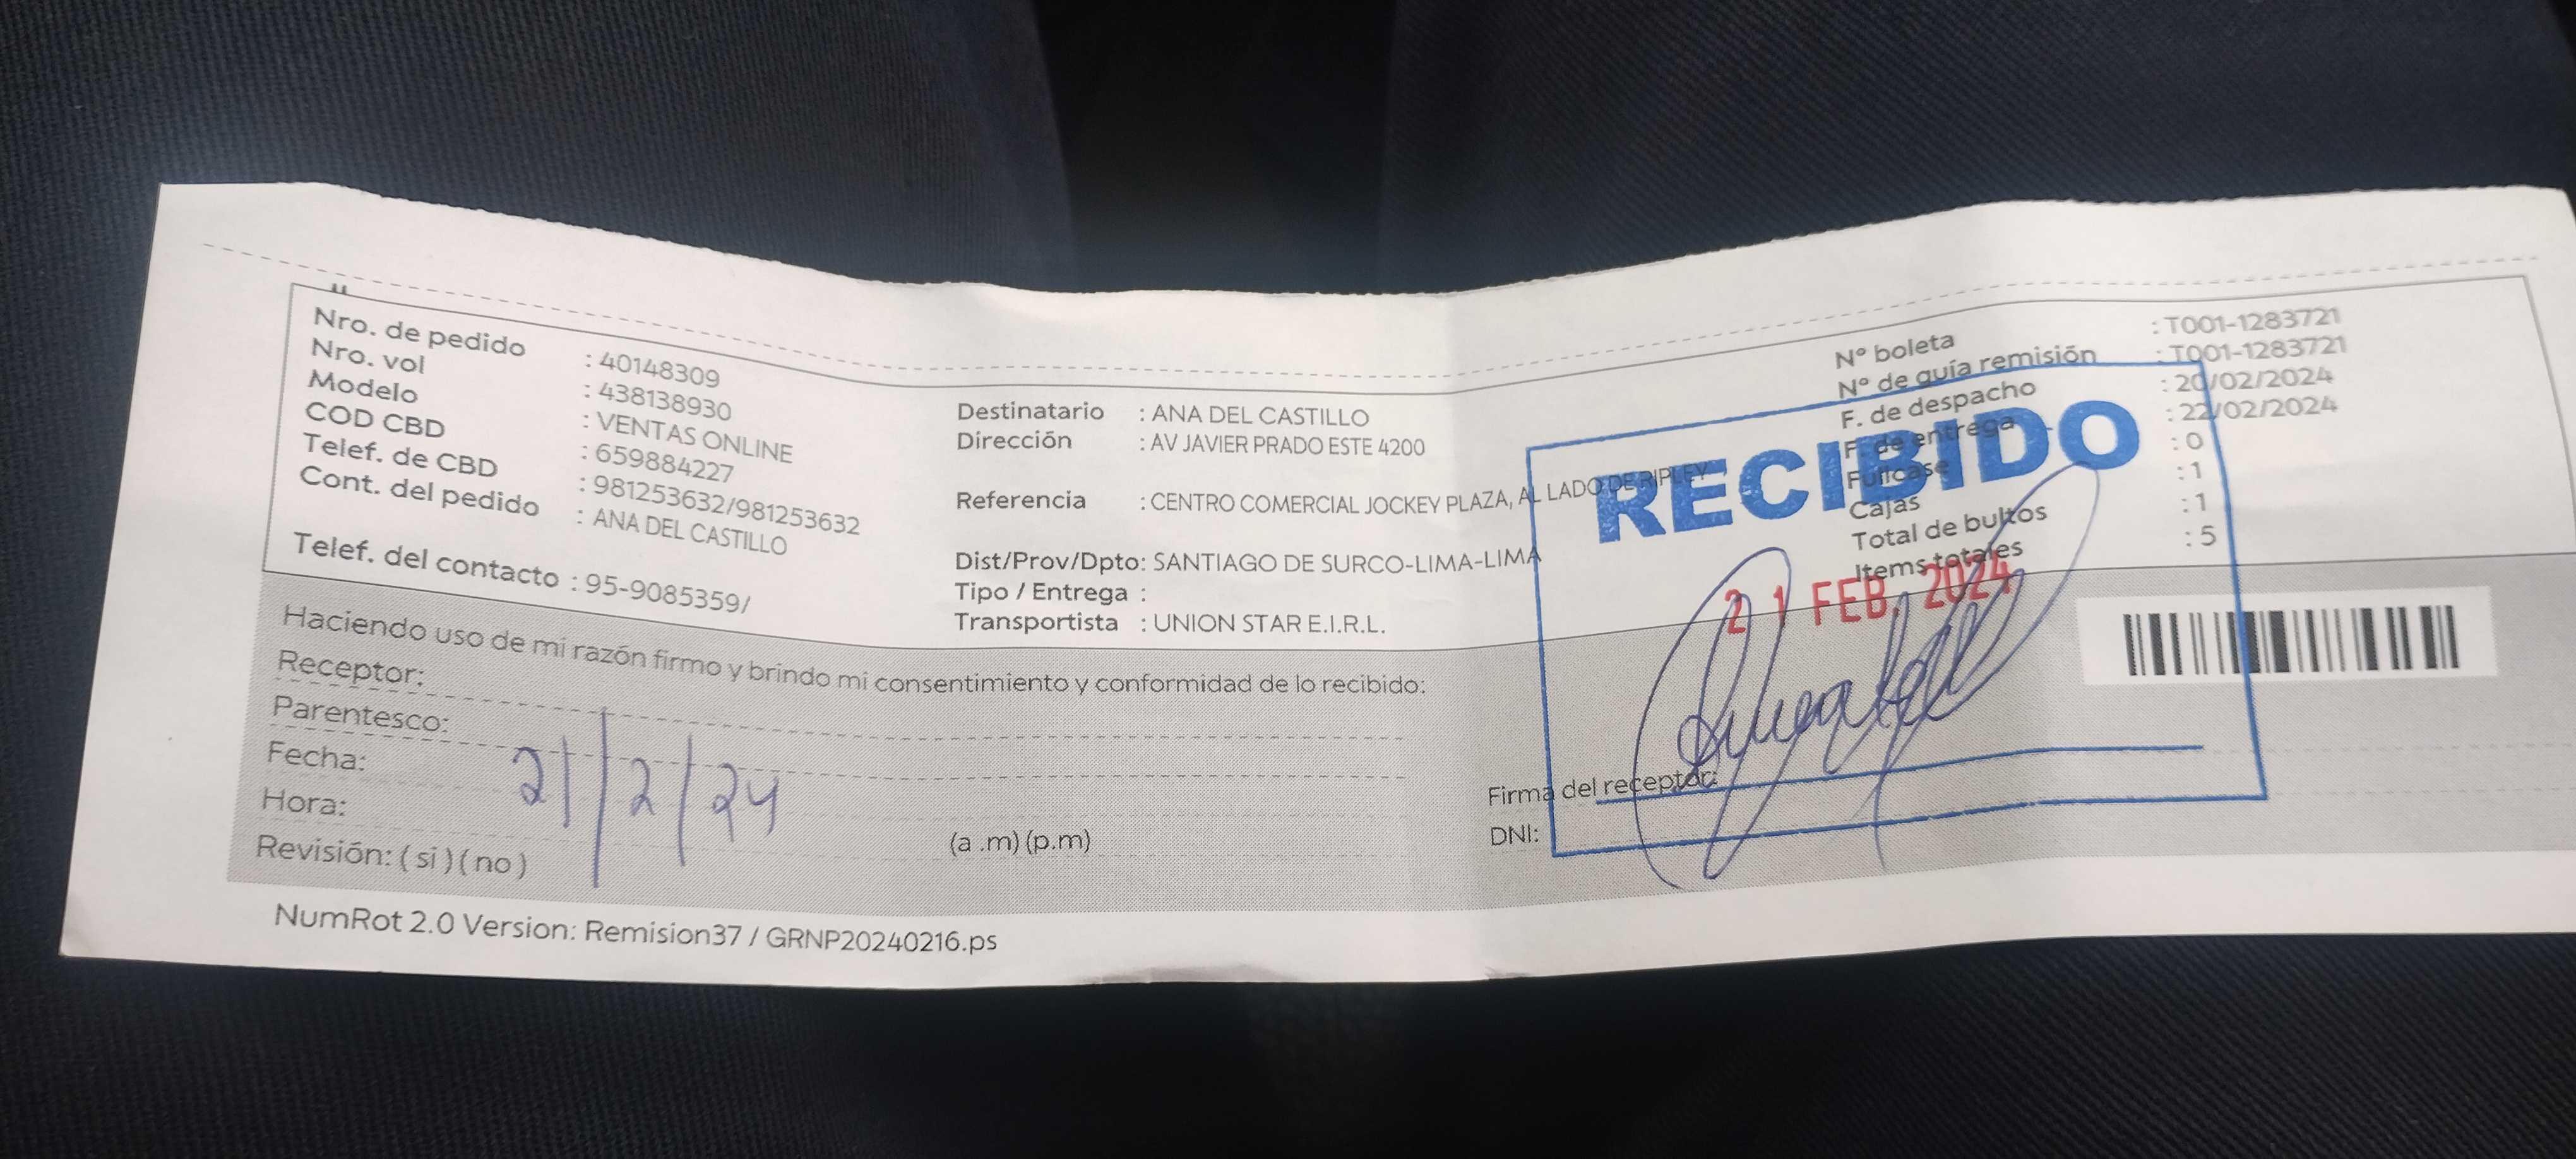 Nro. de pedido : 40148309
Nro. vol : 438138930
Modelo : VENTAS ONLINE
COD CBD : 659884227
Telef. de CBD : 981253632/981253632
Cont. del pedido : ANA DEL CASTILLO
Telef. del contacto : 95-9085359/
Destinatario : ANA DEL CASTILLO
Dirección : AV JAVIER PRADO ESTE 4200
Referencia : CENTRO COMERCIAL JOCKEY PLAZA, AL LADO DE RIPLEY
Dist/Prov/Dpto: SANTIAGO DE SURCO-LIMA-LIMA
Tipo / Entrega :
Transportista : UNION STAR E.I.R.L.
Nº boleta : T001-1283721
Nº de guía remisión : T001-1283721
F. de despacho : 20/02/2024
F. de entrega : 22/02/2024
Fullcase : 0
Cajas : 1
Total de bultos : 1
Items totales : 5
RECIBIDO
21 FEB. 2024
Haciendo uso de mi razón firmo y brindo mi consentimiento y conformidad de lo recibido:
Receptor:
Parentesco:
Fecha: 21/2/24
Hora: (a .m) (p.m)
Revisión: ( si ) ( no )
Firma del receptor:
DNI:
NumRot 2.0 Version: Remision37 / GRNP20240216.ps